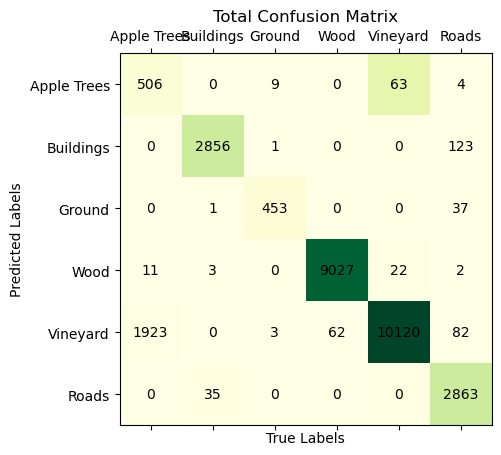 Total Confusion Matrix
Apple Trees Buildings Ground Wood Vineyard Roads
Apple Trees 506 0 9 0 63 4
Buildings 0 2856 1 0 0 123
Ground 0 1 453 0 0 37
Wood 11 3 0 9027 22 2
Vineyard 1923 0 3 62 10120 82
Roads 0 35 0 0 0 2863
Predicted Labels
True Labels